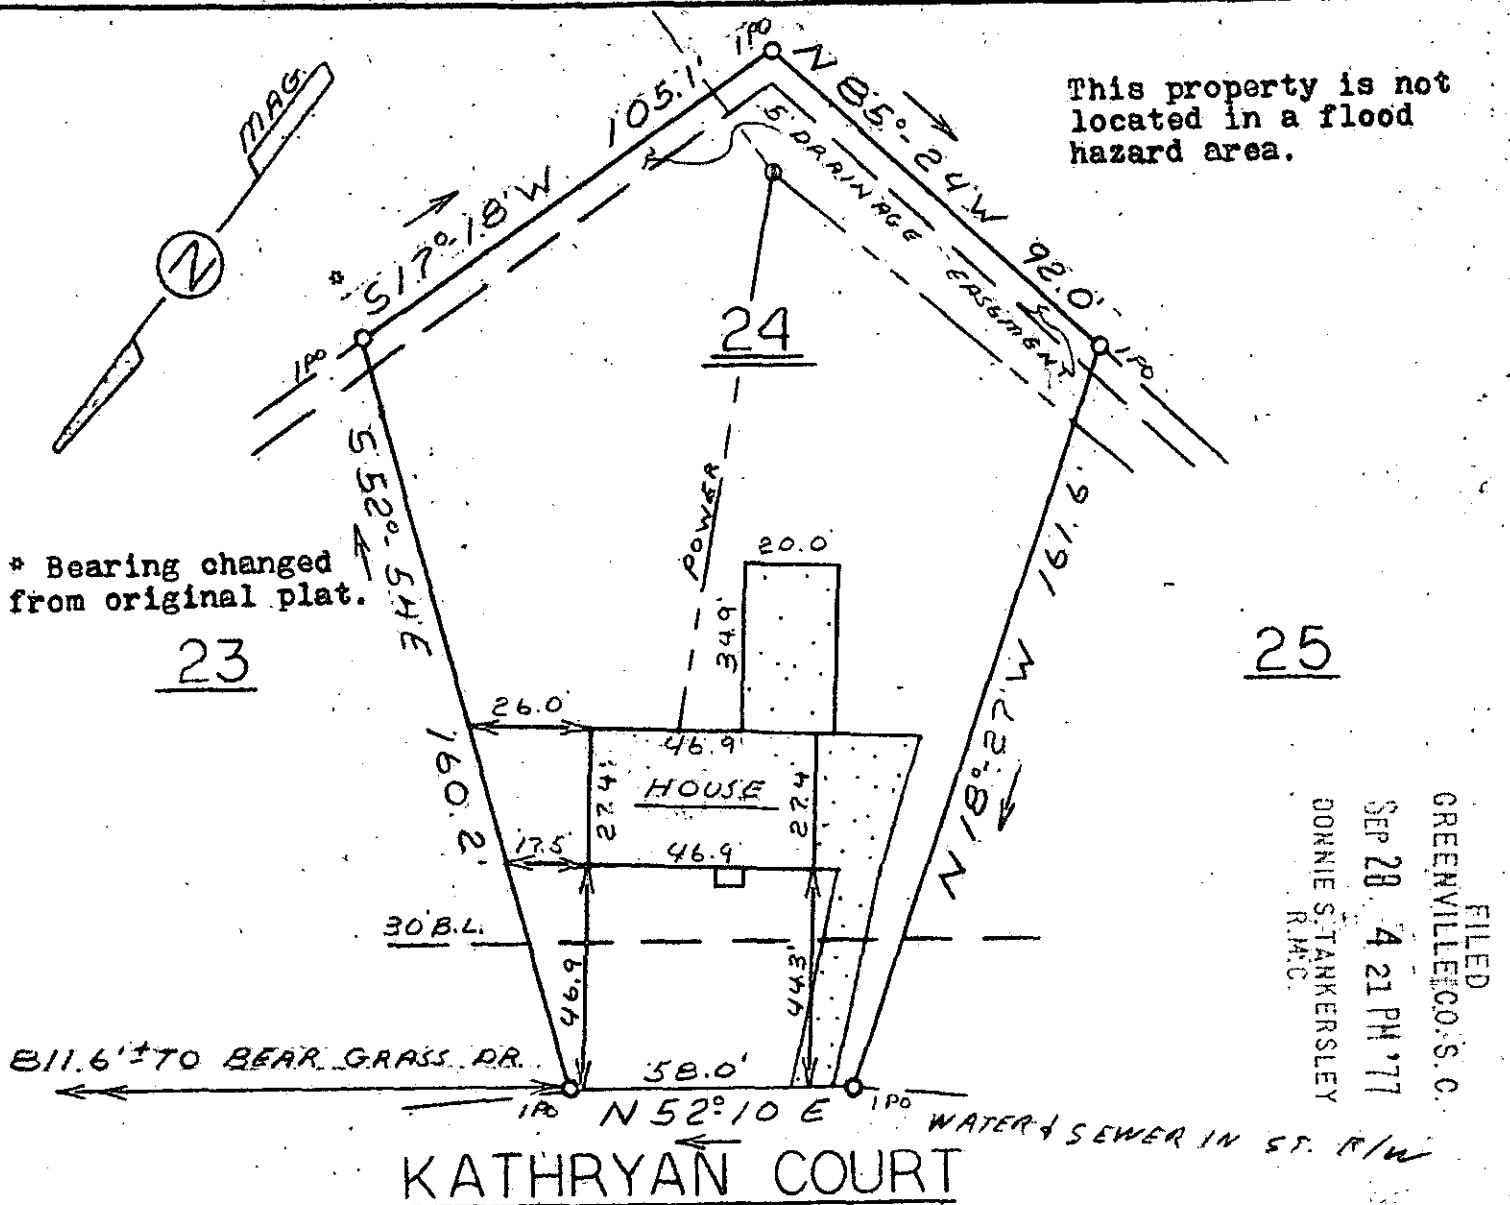 MAG.
N
IPO
105.1'
N 85°-24'W
92.0'
This property is not
located in a flood
hazard area.
* S 17°-18'W
5' DRAINAGE EASEMENT
IPO
24
IPO
S 52°-54 E
160.2'
* Bearing changed
from original plat.
23
POWER
20.0'
34.9'
161.6'
N 18°-27'W
25
26.0'
46.9'
27.4'
HOUSE
27.4
17.5'
46.9'
30' B.L.
46.9
44.3'
811.6'± TO BEAR GRASS DR.
58.0'
IPO
N 52°10 E
IPO
WATER & SEWER IN ST. R/W
KATHRYAN COURT
FILED
GREENVILLE CO. S. C.
SEP 28 4 21 PM '77
DONNIE S. TANKERSLEY
R.M.C.